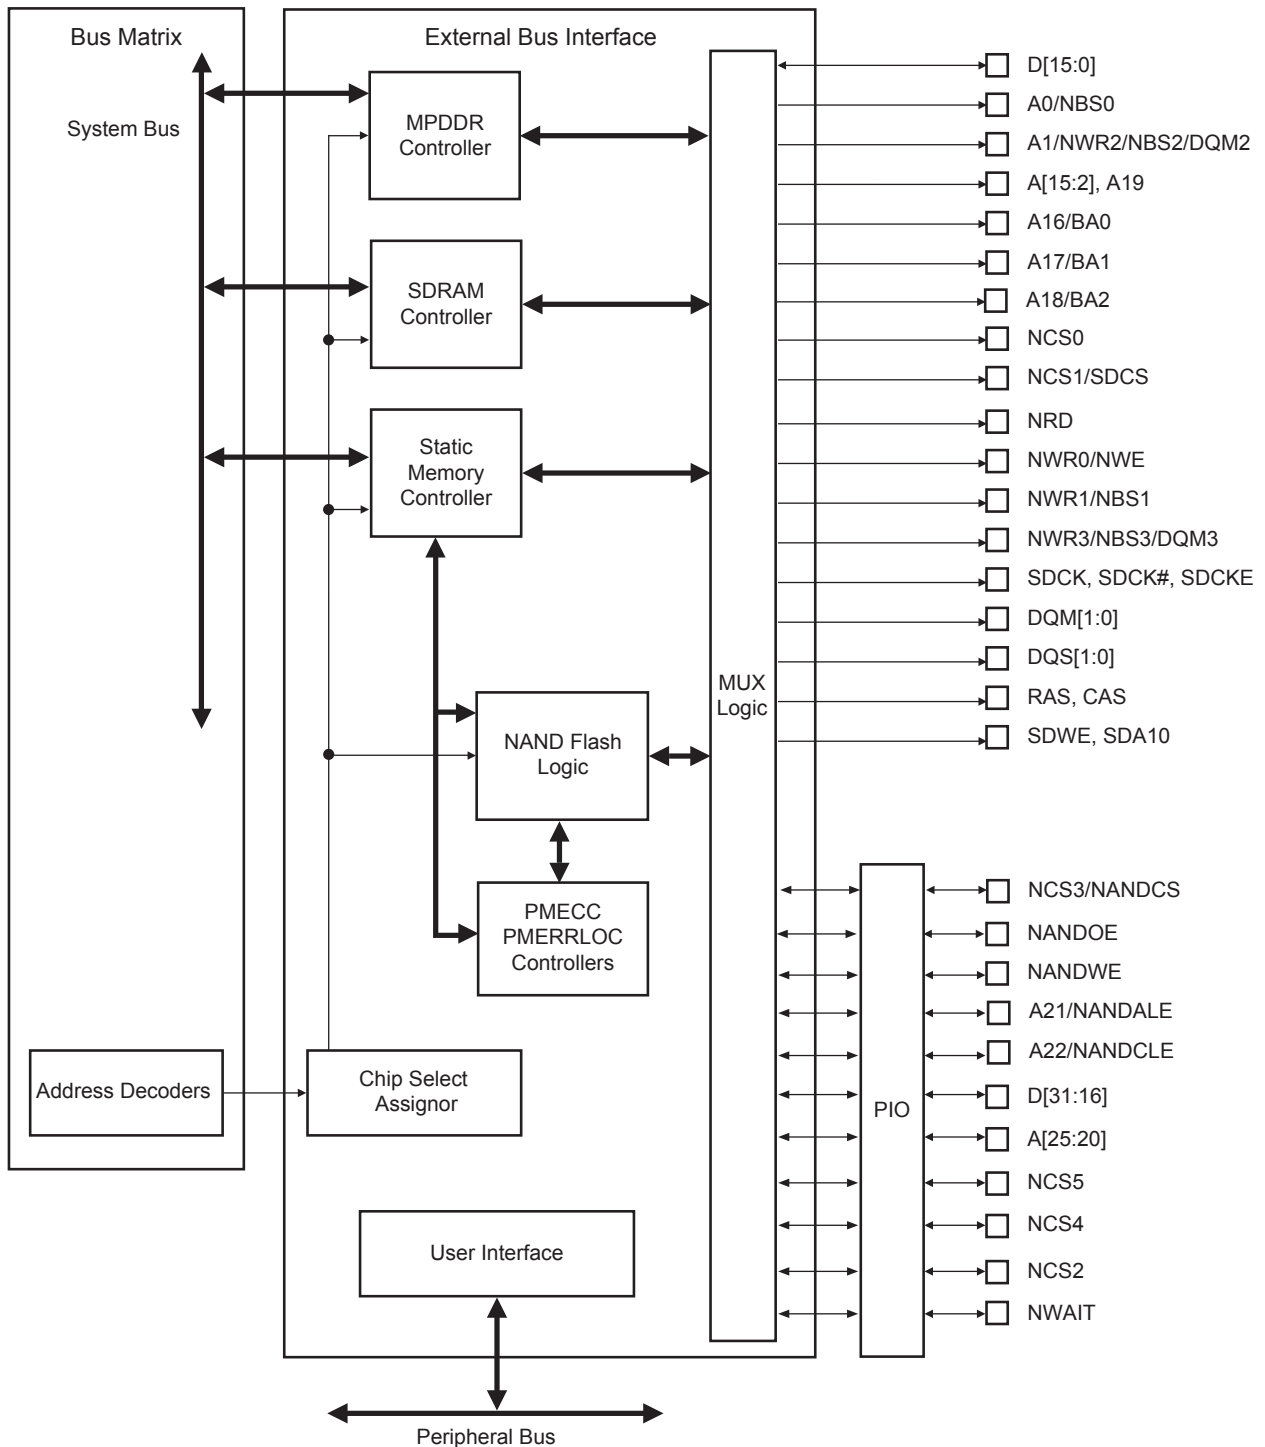 Bus Matrix
System Bus
Address Decoders
External Bus Interface
MPDDR
Controller
SDRAM
Controller
Static
Memory
Controller
NAND Flash
Logic
PMECC
PMERRLOC
Controllers
Chip Select
Assignor
User Interface
Peripheral Bus
MUX
Logic
PIO
D[15:0]
A0/NBS0
A1/NWR2/NBS2/DQM2
A[15:2], A19
A16/BA0
A17/BA1
A18/BA2
NCS0
NCS1/SDCS
NRD
NWR0/NWE
NWR1/NBS1
NWR3/NBS3/DQM3
SDCK, SDCK#, SDCKE
DQM[1:0]
DQS[1:0]
RAS, CAS
SDWE, SDA10
NCS3/NANDCS
NANDOE
NANDWE
A21/NANDALE
A22/NANDCLE
D[31:16]
A[25:20]
NCS5
NCS4
NCS2
NWAIT